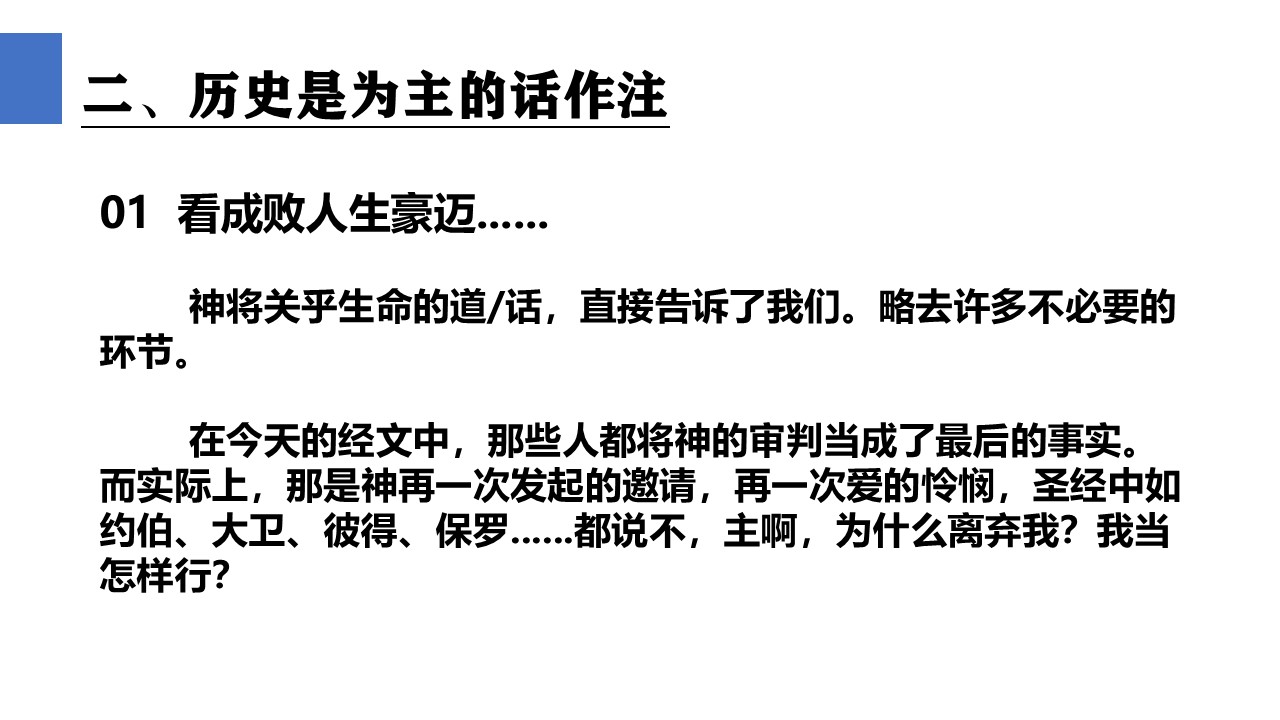 二、历史是为主的话作注
01 看成败人生豪迈......
神将关乎生命的道/话，直接告诉了我们。略去许多不必要的
环节。
在今天的经文中，那些人都将神的审判当成了最后的事实。
而实际上，那是神再一次发起的邀请，再一次爱的怜悯，圣经中如
约伯、大卫、彼得、保罗......都说不，主啊，为什么离弃我？我当
怎样行？